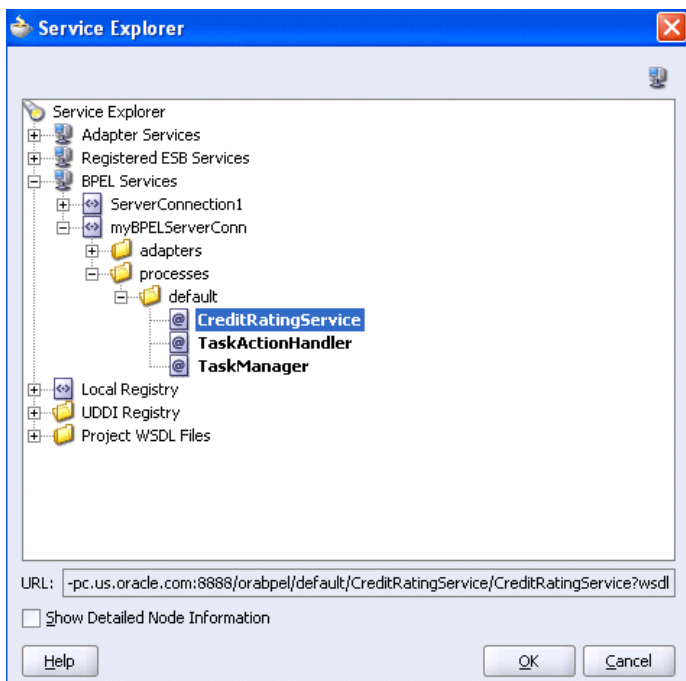 Service Explorer
Service Explorer
Adapter Services
Registered ESB Services
BPEL Services
ServerConnection1
myBPELServerConn
adapters
processes
default
CreditRatingService
TaskActionHandler
TaskManager
Local Registry
UDDI Registry
Project WSDL Files
URL: -pc.us.oracle.com:8888/orabpel/default/CreditRatingService/CreditRatingService?wsdl
Show Detailed Node Information
Help OK Cancel